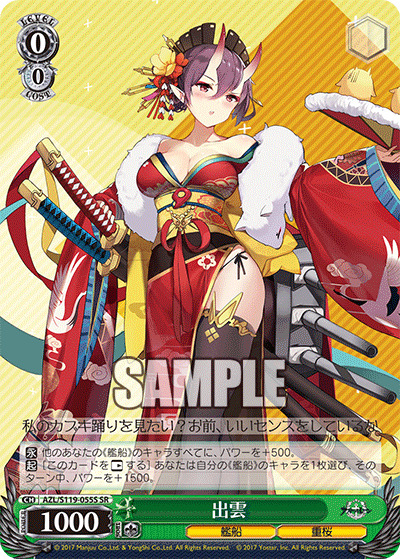 LEVEL
0
0
COST
SAMPLE
私のカスキ踊りを見たい？お前、いいセンスをしているな
永 他のあなたの《艦船》のキャラすべてに、パワーを＋500。
起 ［このカードを する］ あなたは自分の《艦船》のキャラを1枚選び、そのターン中、パワーを＋1500。
CH AZL/S119-055S SR
出雲
1000
艦船 重桜
© 2017 Manjuu Co.,Ltd. & YongShi Co.,Ltd. All Rights Reserved. © 2017 Yostar, Inc. All Rights Reserved.